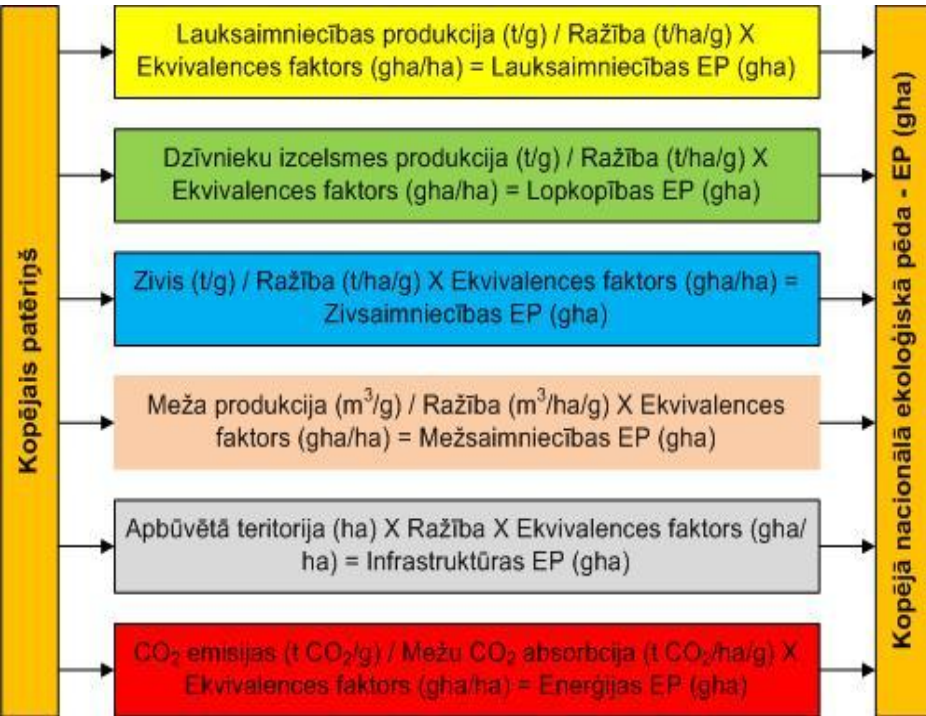 Kopējais patēriņš
Lauksaimniecības produkcija (t/g) / Ražība (t/ha/g) X
Ekvivalences faktors (gha/ha) = Lauksaimniecības EP (gha)
Dzīvnieku izcelsmes produkcija (t/g) / Ražība (t/ha/g) X
Ekvivalences faktors (gha/ha) = Lopkopības EP (gha)
Zivis (t/g) / Ražība (t/ha/g) X Ekvivalences faktors (gha/ha) =
Zivsaimniecības EP (gha)
Meža produkcija (m³/g) / Ražība (m³/ha/g) X Ekvivalences
faktors (gha/ha) = Mežsaimniecības EP (gha)
Apbūvētā teritorija (ha) X Ražība X Ekvivalences faktors (gha/
ha) = Infrastruktūras EP (gha)
CO₂ emisijas (t CO₂/g) / Mežu CO₂ absorbcija (t CO₂/ha/g) X
Ekvivalences faktors (gha/ha) = Enerģijas EP (gha)
Kopējā nacionālā ekoloģiskā pēda - EP (gha)